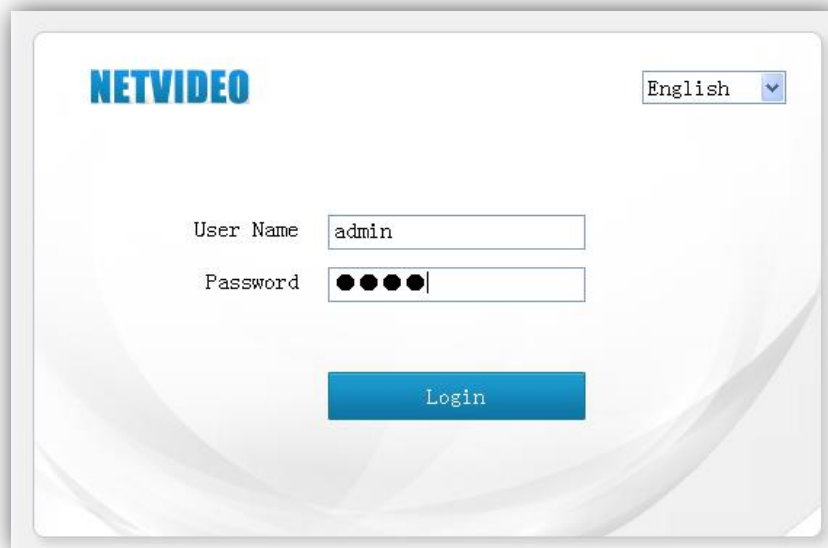 NETVIDEO
English
User Name admin
Password ●●●●
Login